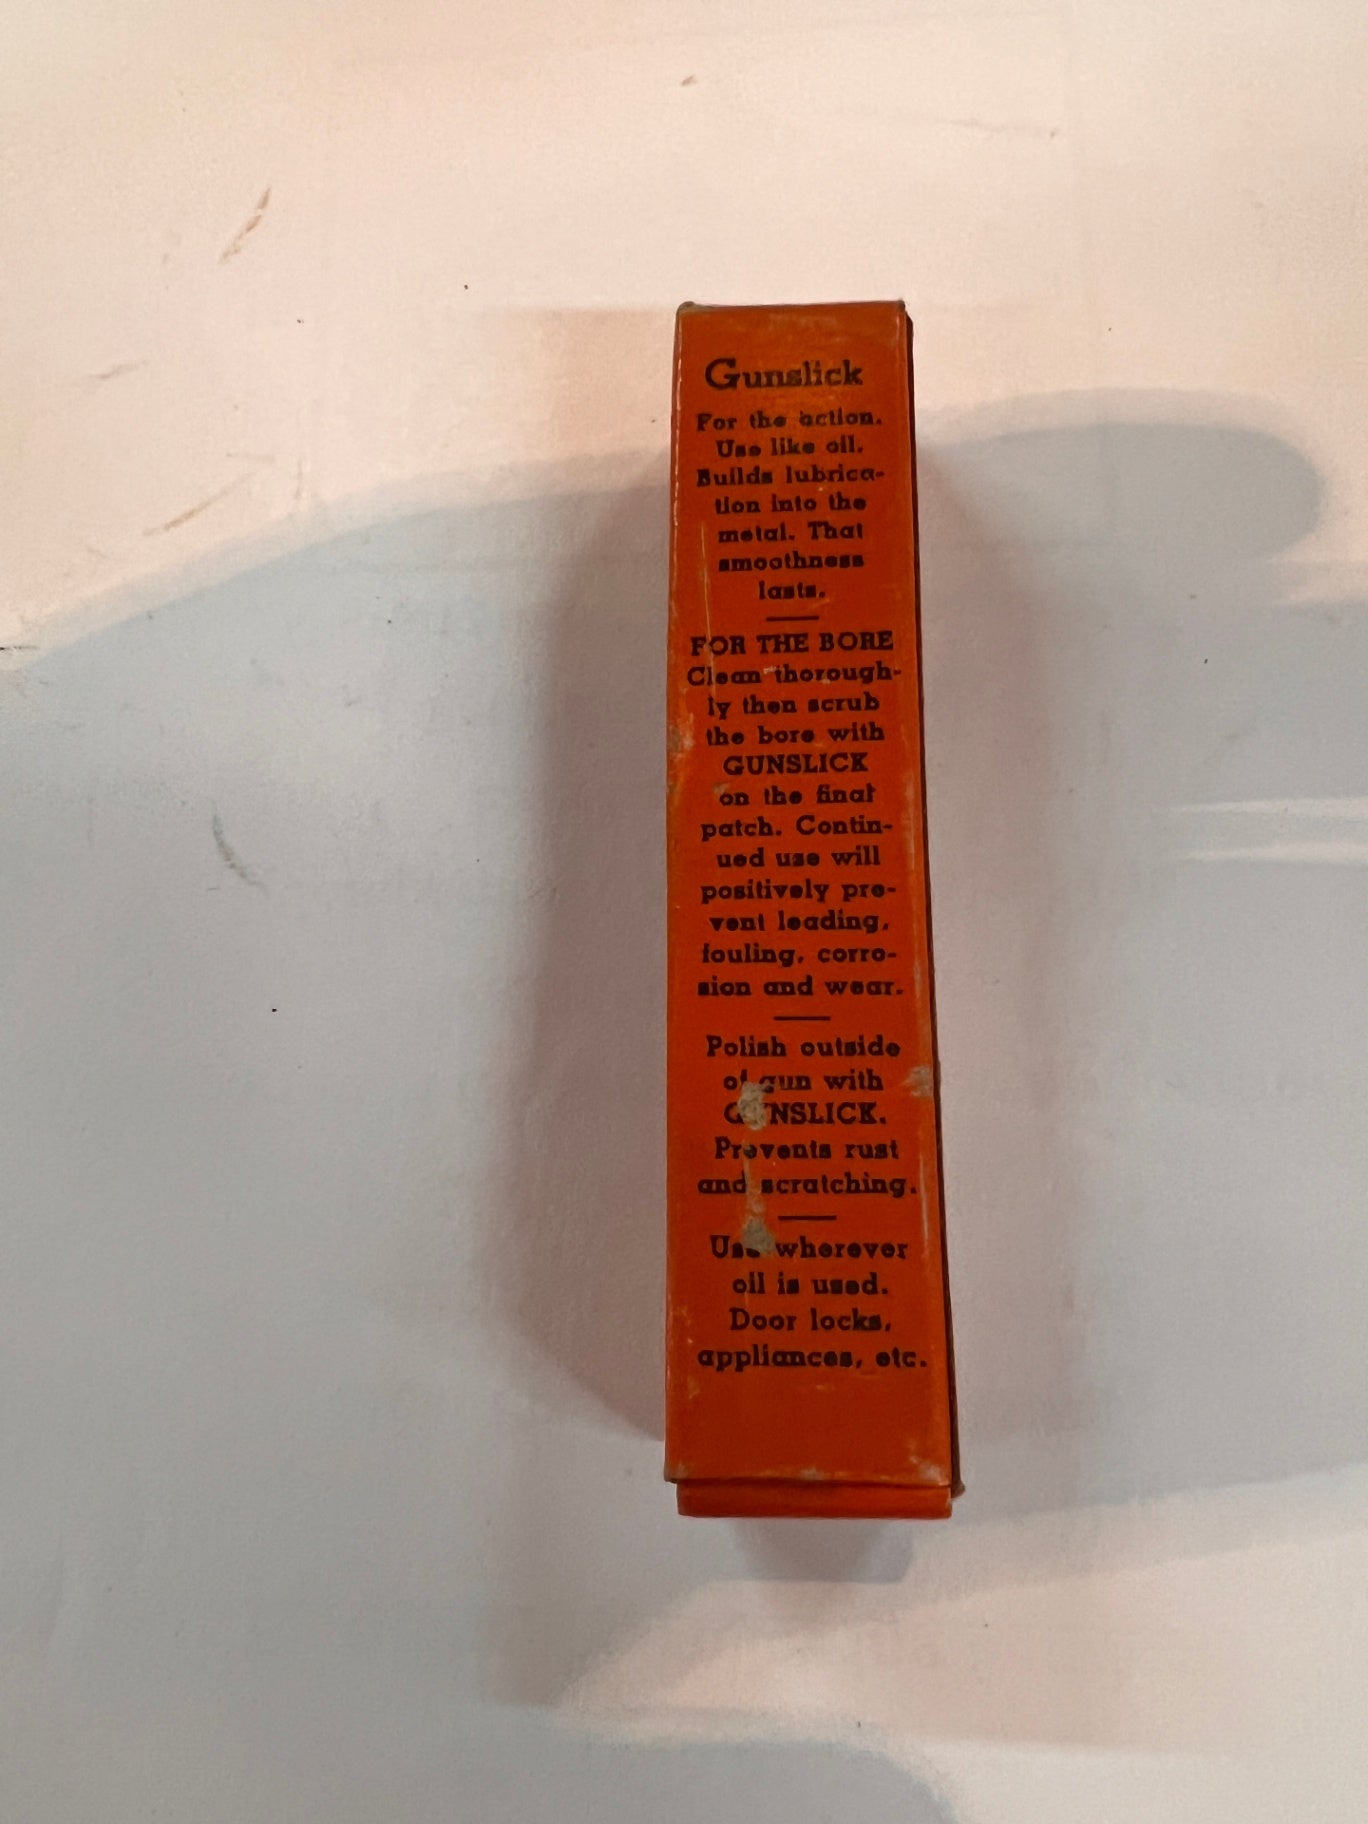 Gunslick
For the action.
Use like oil.
Builds lubrica-
tion into the
metal. That
smoothness
lasts.
FOR THE BORE
Clean thorough-
ly then scrub
the bore with
GUNSLICK
on the final
patch. Contin-
ued use will
positively pre-
vent leading,
fouling, corro-
sion and wear.
Polish outside
of gun with
GUNSLICK.
Prevents rust
and scratching.
Use wherever
oil is used.
Door locks,
appliances, etc.